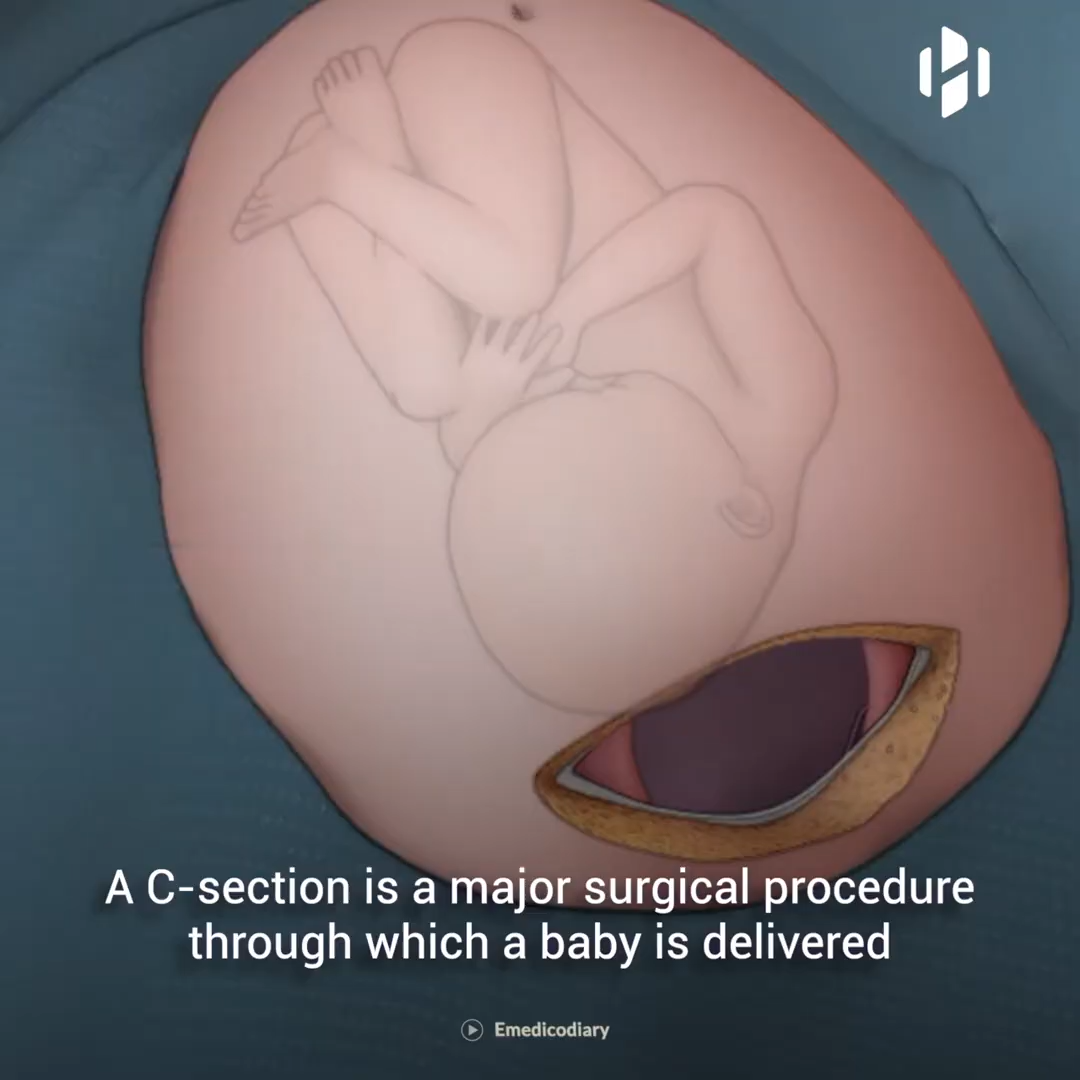 A C-section is a major surgical procedure
through which a baby is delivered
Emedicodiary